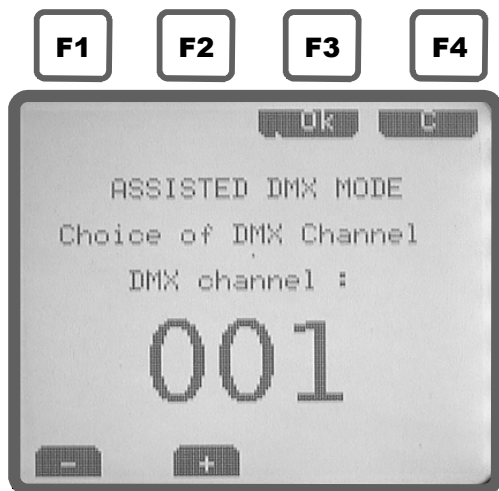 F1 F2 F3 F4
Ok C
ASSISTED DMX MODE
Choice of DMX Channel
DMX channel :
001
- +